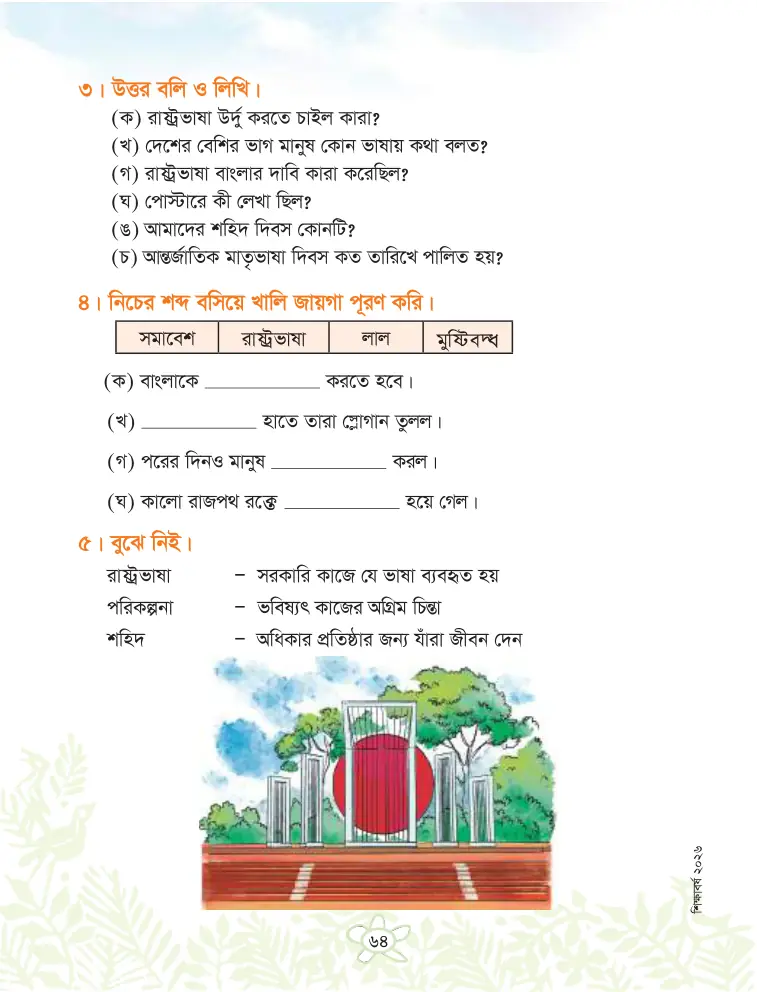 ৩। উত্তর বলি ও লিখি।
(ক) রাষ্ট্রভাষা উর্দু করতে চাইল কারা?
(খ) দেশের বেশির ভাগ মানুষ কোন ভাষায় কথা বলত?
(গ) রাষ্ট্রভাষা বাংলার দাবি কারা করেছিল?
(ঘ) পোস্টারে কী লেখা ছিল?
(ঙ) আমাদের শহিদ দিবস কোনটি?
(চ) আন্তর্জাতিক মাতৃভাষা দিবস কত তারিখে পালিত হয়?
৪। নিচের শব্দ বসিয়ে খালি জায়গা পূরণ করি।
সমাবেশ রাষ্ট্রভাষা লাল মুষ্টিবদ্ধ
(ক) বাংলাকে ____________ করতে হবে।
(খ) ____________ হাতে তারা স্লোগান তুলল।
(গ) পরের দিনও মানুষ ____________ করল।
(ঘ) কালো রাজপথ রক্তে ____________ হয়ে গেল।
৫। বুঝে নিই।
রাষ্ট্রভাষা – সরকারি কাজে যে ভাষা ব্যবহৃত হয়
পরিকল্পনা – ভবিষ্যৎ কাজের অগ্রিম চিন্তা
শহিদ – অধিকার প্রতিষ্ঠার জন্য যাঁরা জীবন দেন
শিক্ষাবর্ষ ২০২৬
৬৪